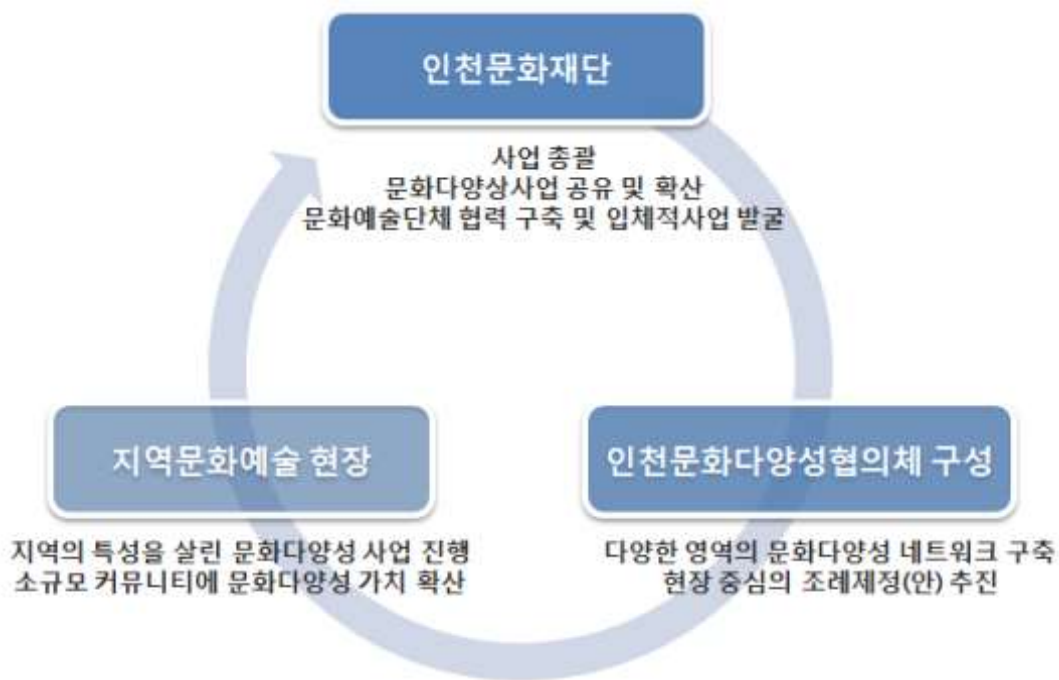 인천문화재단
사업 총괄
문화다양상사업 공유 및 확산
문화예술단체 협력 구축 및 입체적사업 발굴
지역문화예술 현장
지역의 특성을 살린 문화다양성 사업 진행
소규모 커뮤니티에 문화다양성 가치 확산
인천문화다양성협의체 구성
다양한 영역의 문화다양성 네트워크 구축
현장 중심의 조례제정(안) 추진